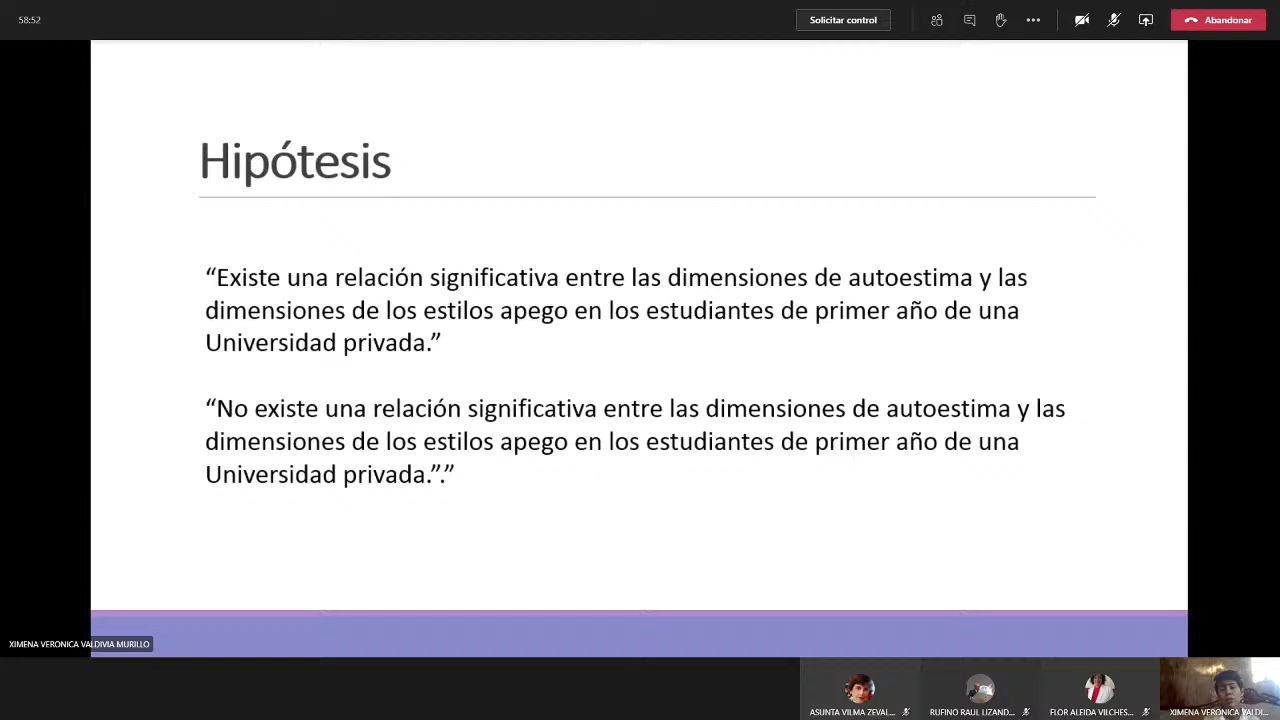 58:52
Solicitar control
Abandonar
Hipótesis
“Existe una relación significativa entre las dimensiones de autoestima y las
dimensiones de los estilos apego en los estudiantes de primer año de una
Universidad privada.”
“No existe una relación significativa entre las dimensiones de autoestima y las
dimensiones de los estilos apego en los estudiantes de primer año de una
Universidad privada.”.”
XIMENA VERONICA VALDIVIA MURILLO
ASUNTA VILMA ZEVAL...
RUFINO RAUL LIZAND...
FLOR ALEIDA VILCHES...
XIMENA VERONICA VALDI...